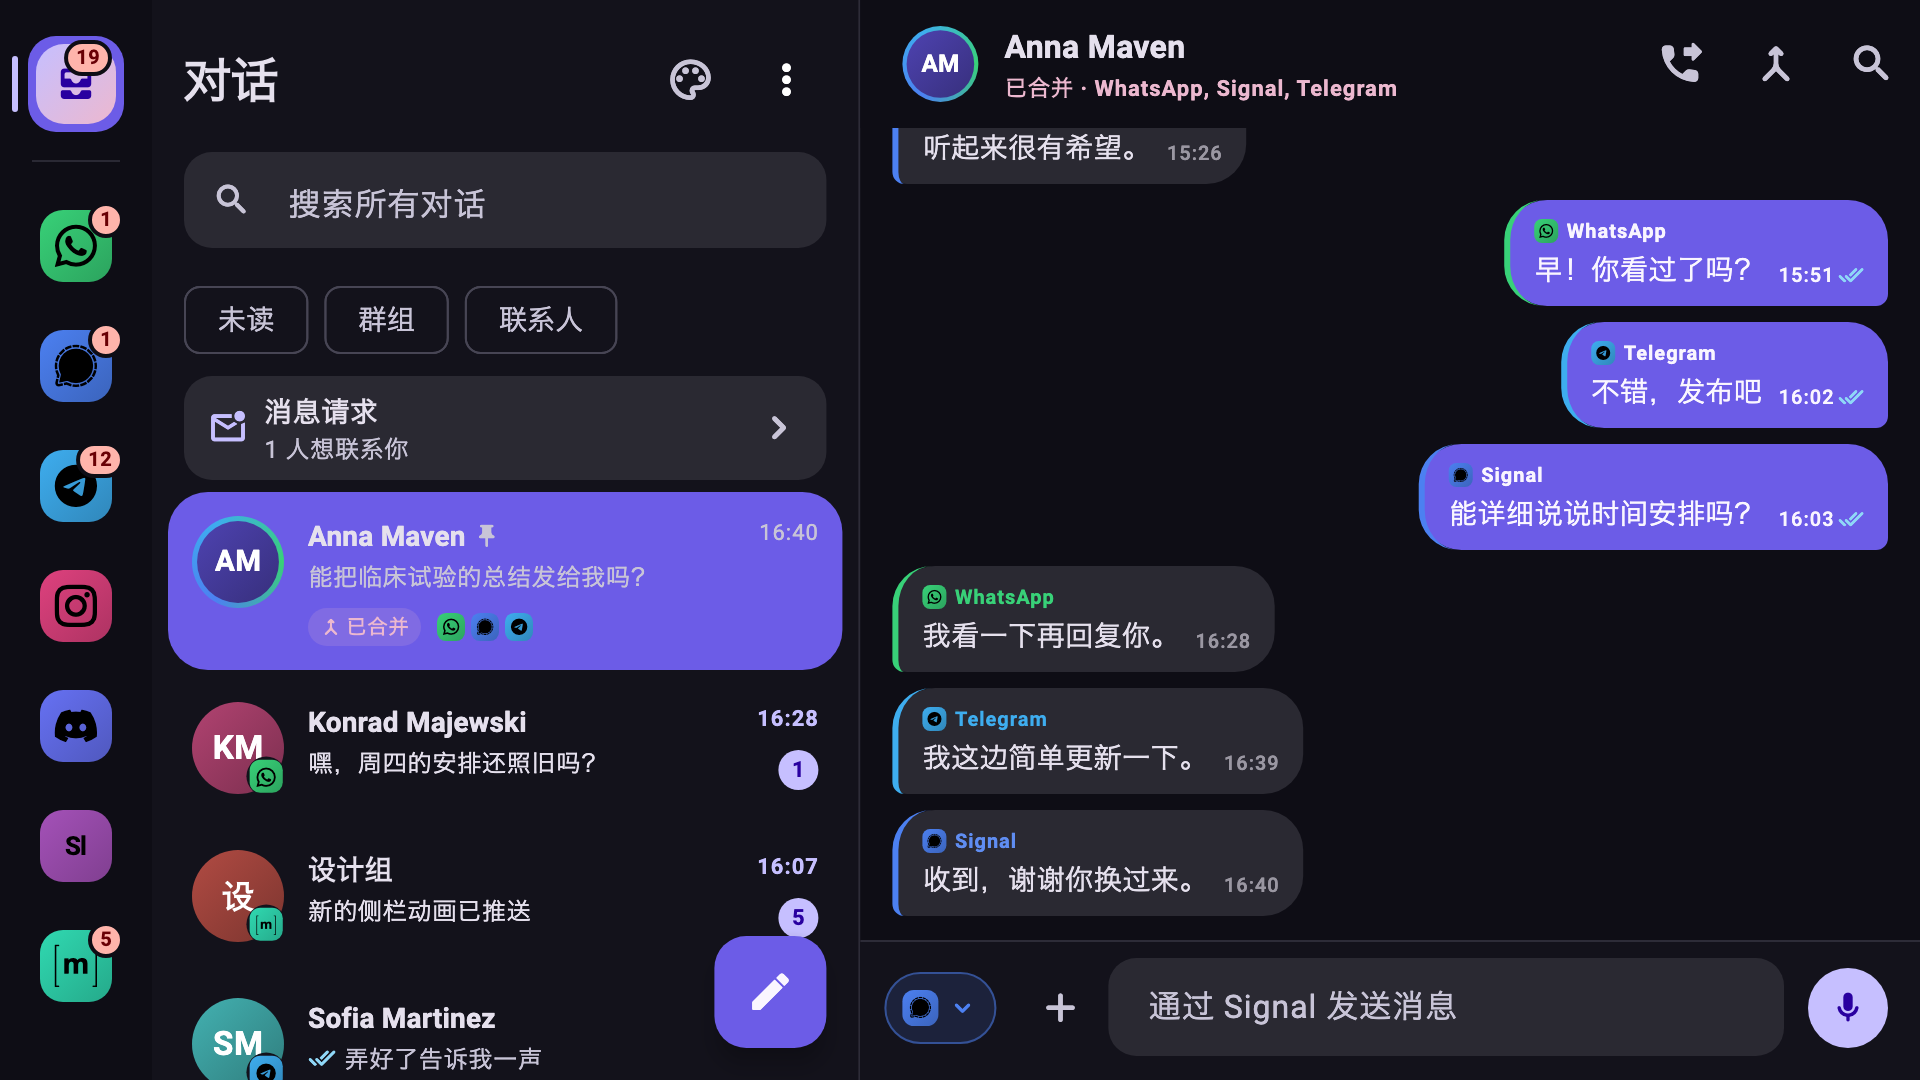 19
1
1
12
SI
[m]
5
对话
搜索所有对话
未读
群组
联系人
消息请求
1 人想联系你
AM
Anna Maven
16:40
能把临床试验的总结发给我吗？
已合并
KM
Konrad Majewski
16:28
嘿，周四的安排还照旧吗？
1
设
[m]
设计组
16:07
新的侧栏动画已推送
5
SM
Sofia Martinez
弄好了告诉我一声
AM
Anna Maven
已合并 · WhatsApp, Signal, Telegram
听起来很有希望。 15:26
WhatsApp
早！你看过了吗？ 15:51
Telegram
不错，发布吧 16:02
Signal
能详细说说时间安排吗？ 16:03
WhatsApp
我看一下再回复你。 16:28
Telegram
我这边简单更新一下。 16:39
Signal
收到，谢谢你换过来。 16:40
通过 Signal 发送消息